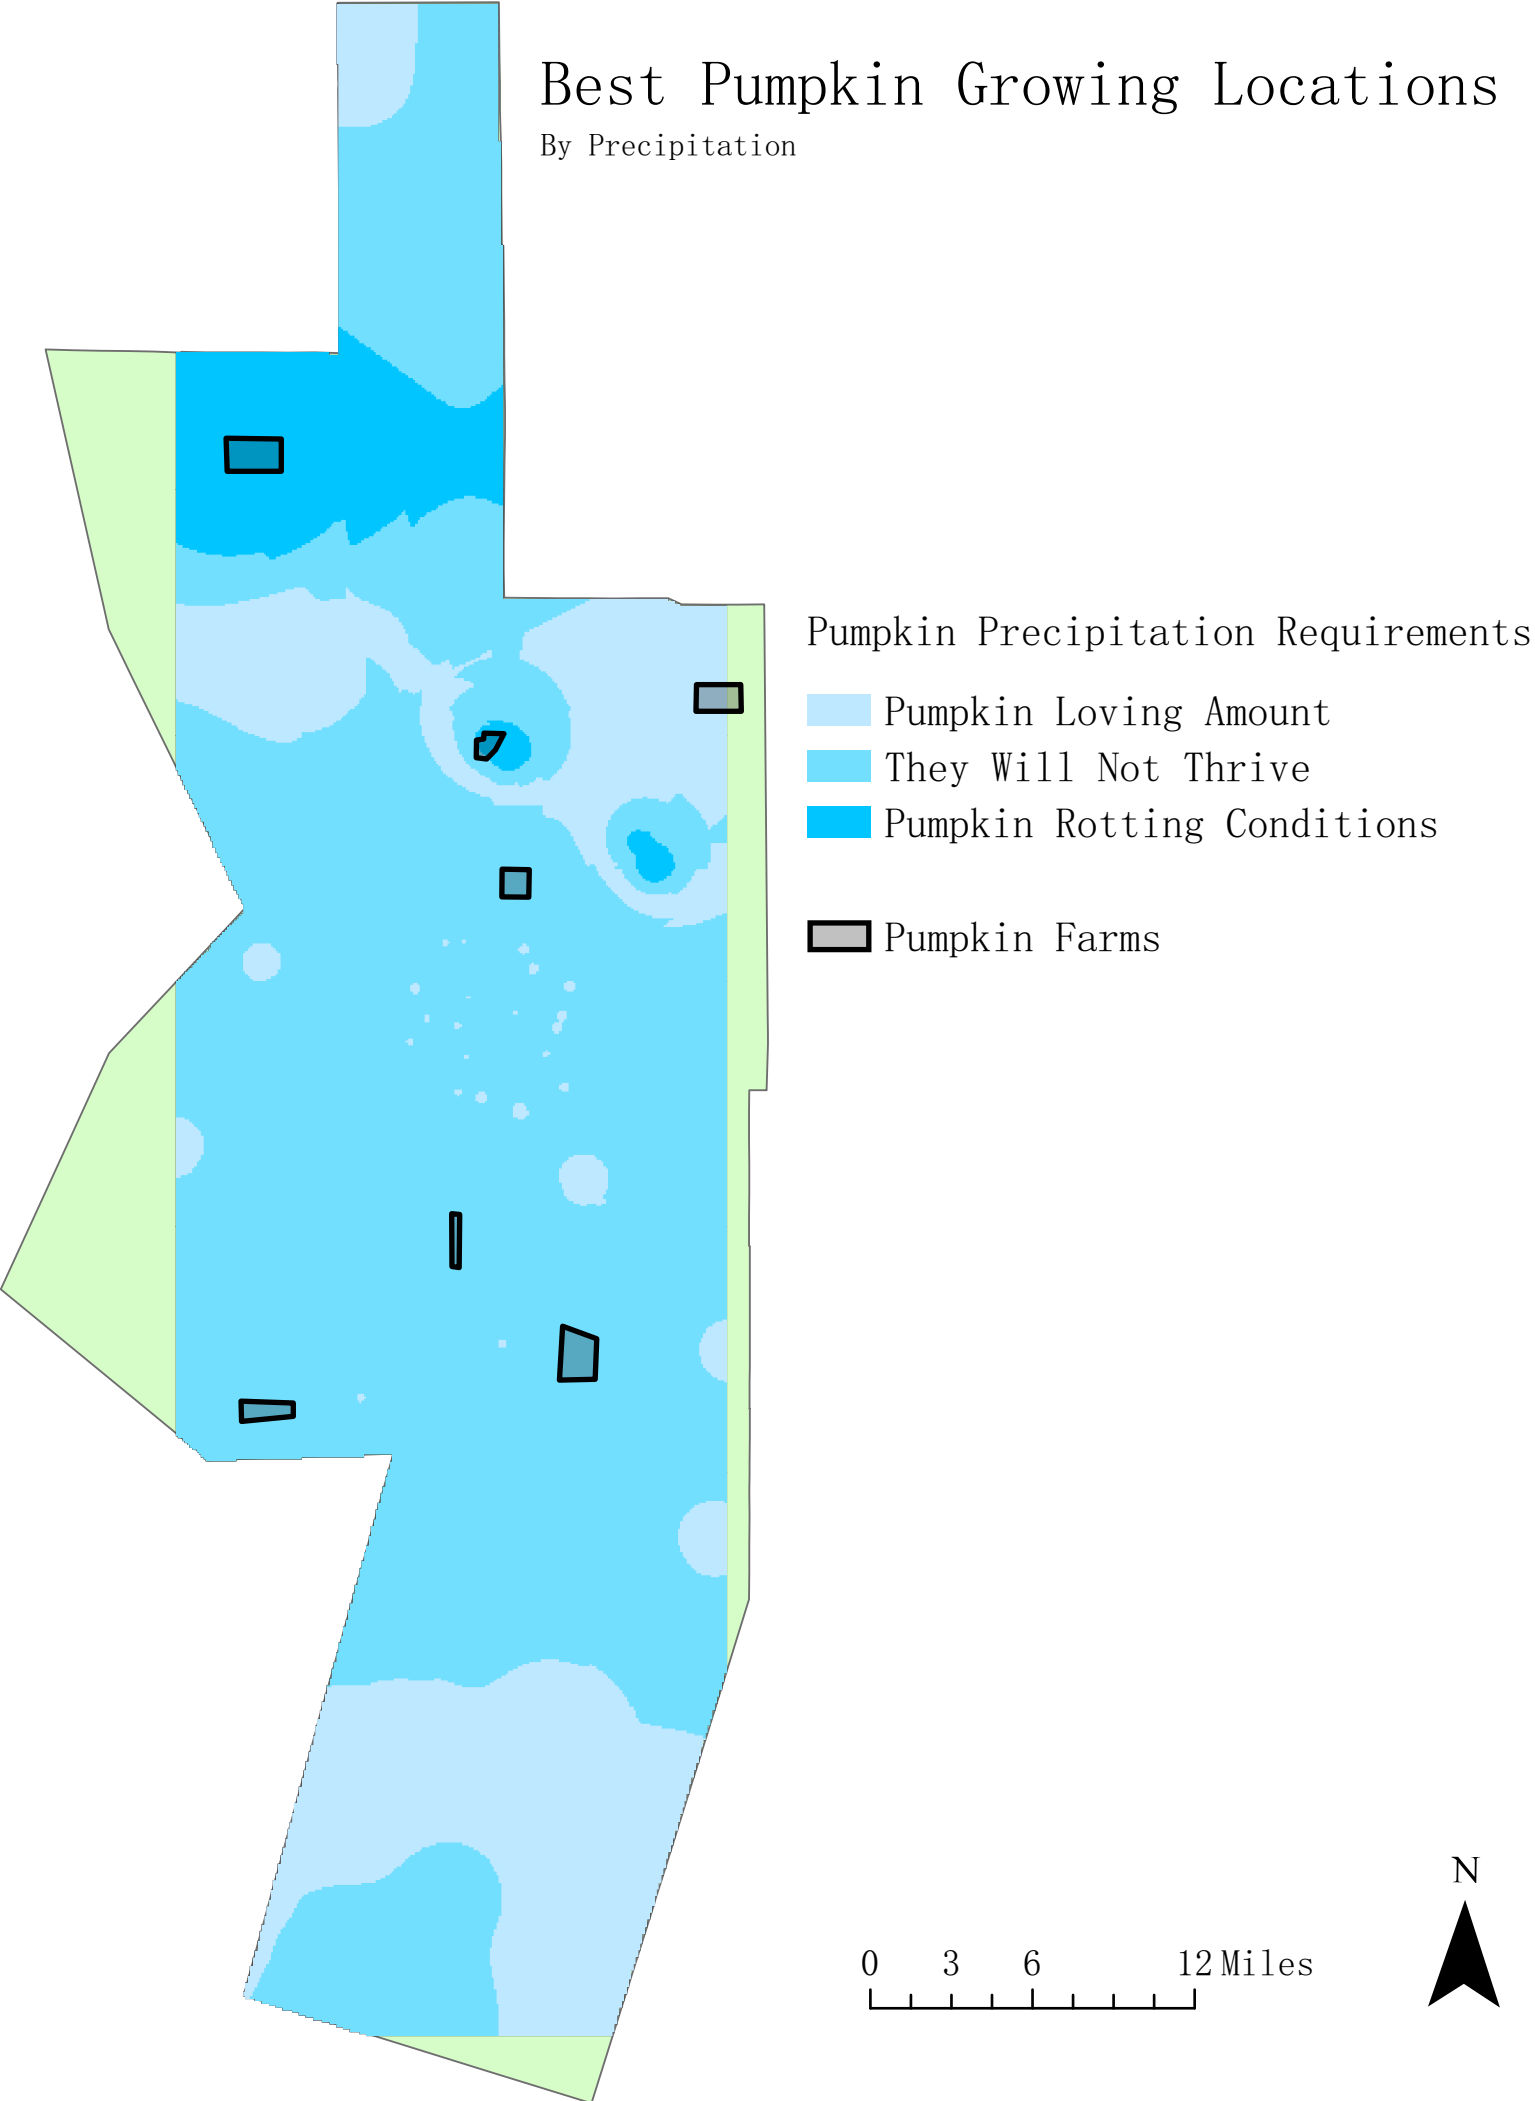 Best Pumpkin Growing Locations
By Precipitation
Pumpkin Precipitation Requirements
Pumpkin Loving Amount
They Will Not Thrive
Pumpkin Rotting Conditions
Pumpkin Farms
N
0 3 6 12 Miles